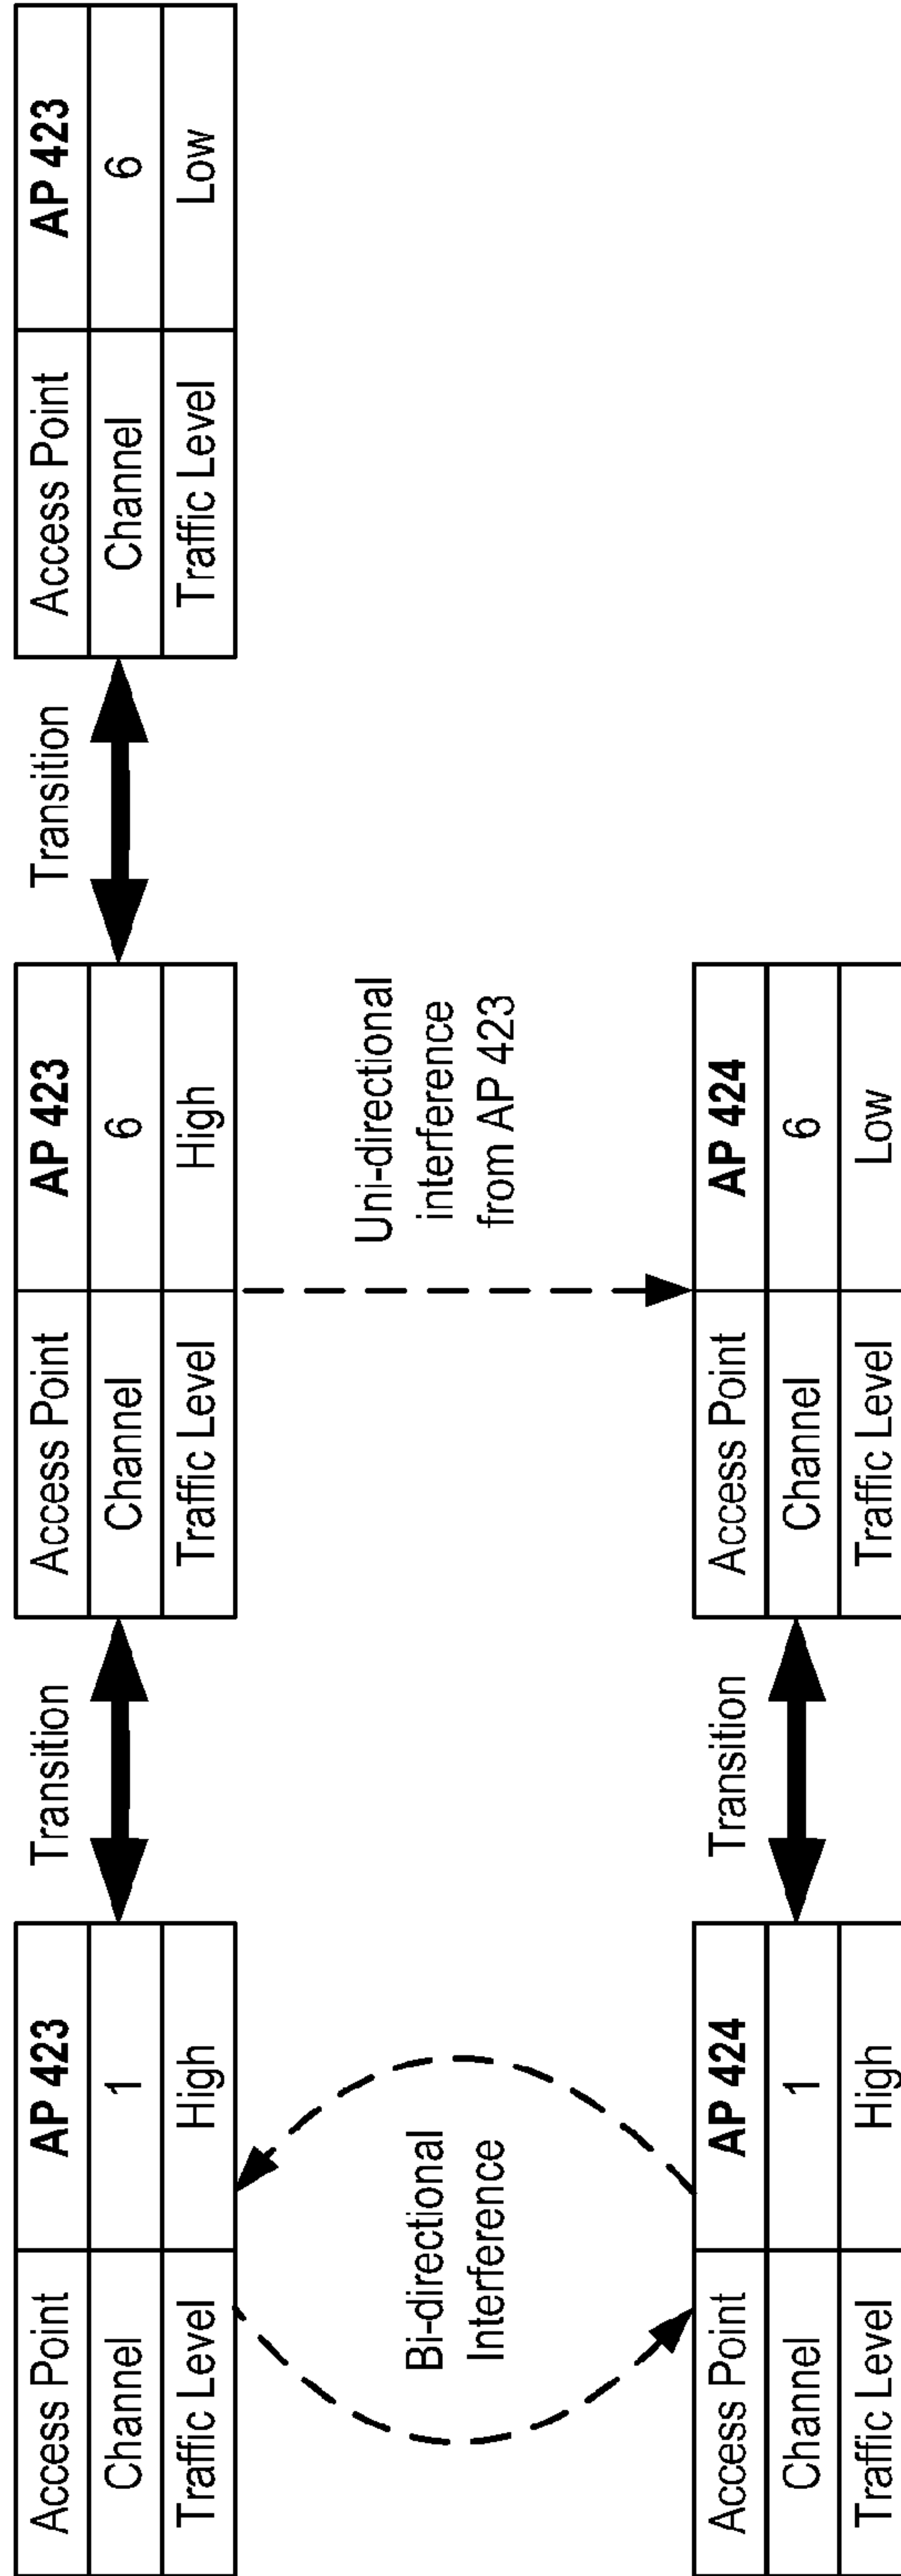 Access Point AP 423
Channel 1
Traffic Level High
Transition
Access Point AP 423
Channel 6
Traffic Level High
Transition
Access Point AP 423
Channel 6
Traffic Level Low
Bi-directional
Interference
Uni-directional
interference
from AP 423
Access Point AP 424
Channel 1
Traffic Level High
Transition
Access Point AP 424
Channel 6
Traffic Level Low